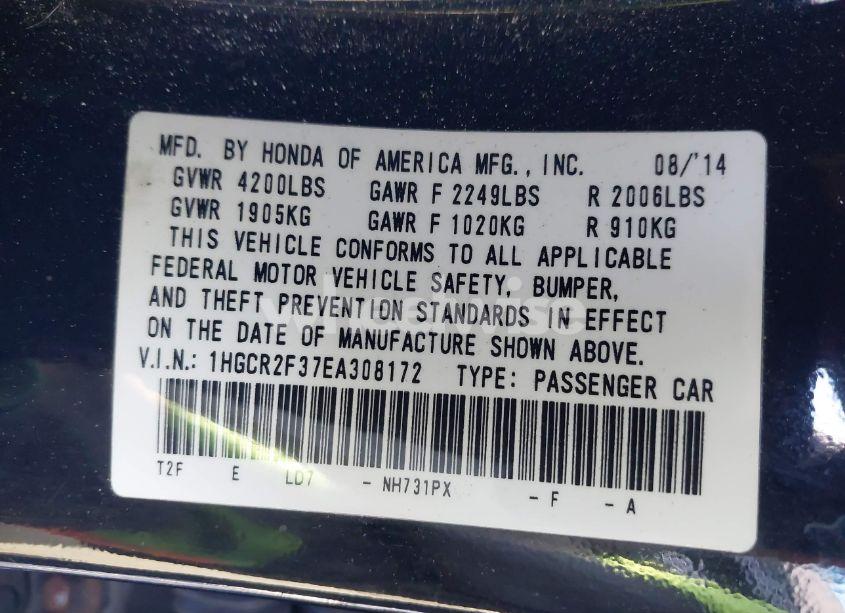 MFD. BY HONDA OF AMERICA MFG., INC. 08/'14
GVWR 4200LBS GAWR F 2249LBS R 2006LBS
GVWR 1905KG GAWR F 1020KG R 910KG
THIS VEHICLE CONFORMS TO ALL APPLICABLE
FEDERAL MOTOR VEHICLE SAFETY, BUMPER,
AND THEFT PREVENTION STANDARDS IN EFFECT
ON THE DATE OF MANUFACTURE SHOWN ABOVE.
V.I.N.: 1HGCR2F37EA308172 TYPE: PASSENGER CAR
T2F E LD7 - NH731PX - F - A